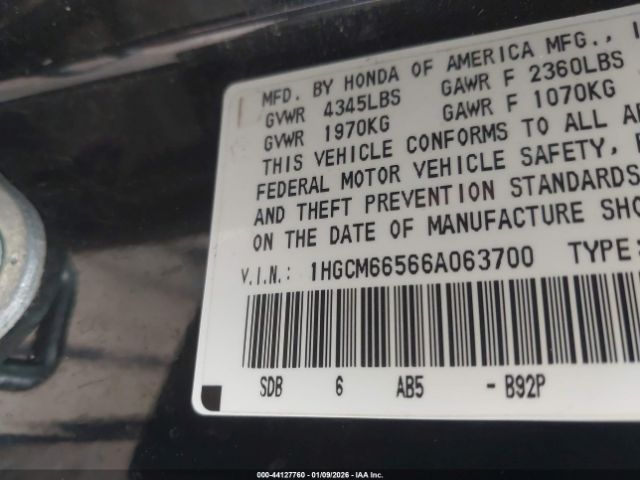 MFD. BY HONDA OF AMERICA MFG., I
GVWR 4345LBS GAWR F 2360LBS
GVWR 1970KG GAWR F 1070KG
THIS VEHICLE CONFORMS TO ALL A
FEDERAL MOTOR VEHICLE SAFETY,
AND THEFT PREVENTION STANDARDS
ON THE DATE OF MANUFACTURE SHO
V.I.N.: 1HGCM66566A063700 TYPE:
SDB 6 AB5 -B92P
000-44127760 - 01/09/2026 - IAA Inc.